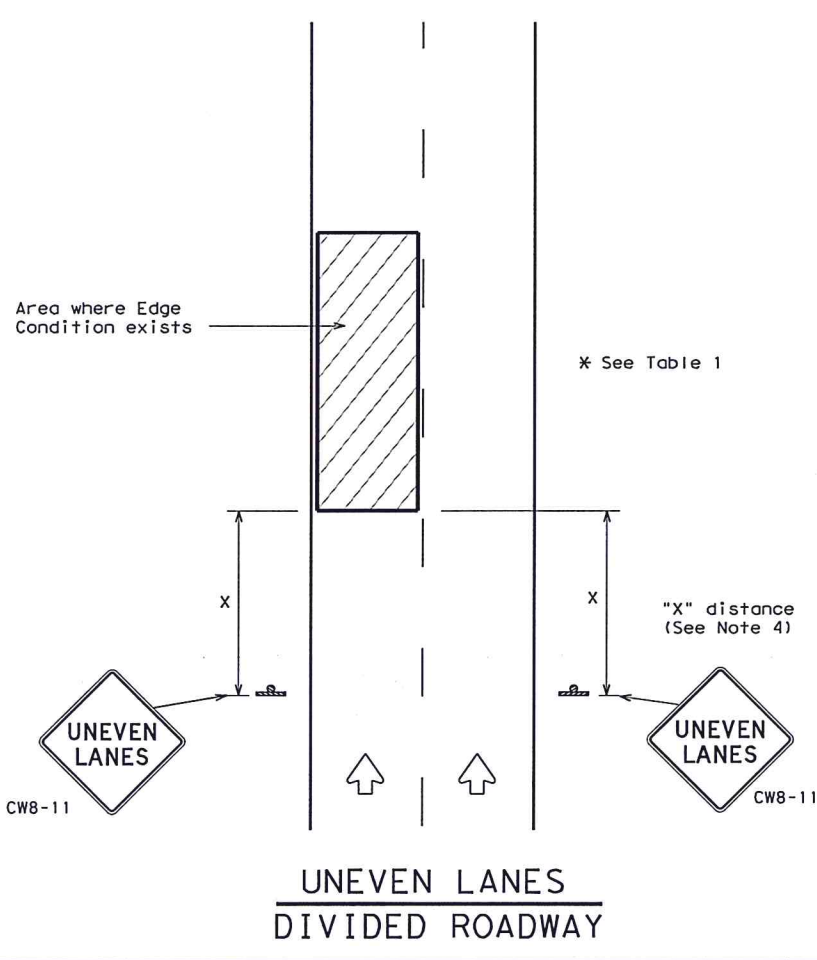 Area where Edge
Condition exists
* See Table 1
X
X
"X" distance
(See Note 4)
UNEVEN
LANES
CW8-11
UNEVEN
LANES
CW8-11
UNEVEN LANES
DIVIDED ROADWAY